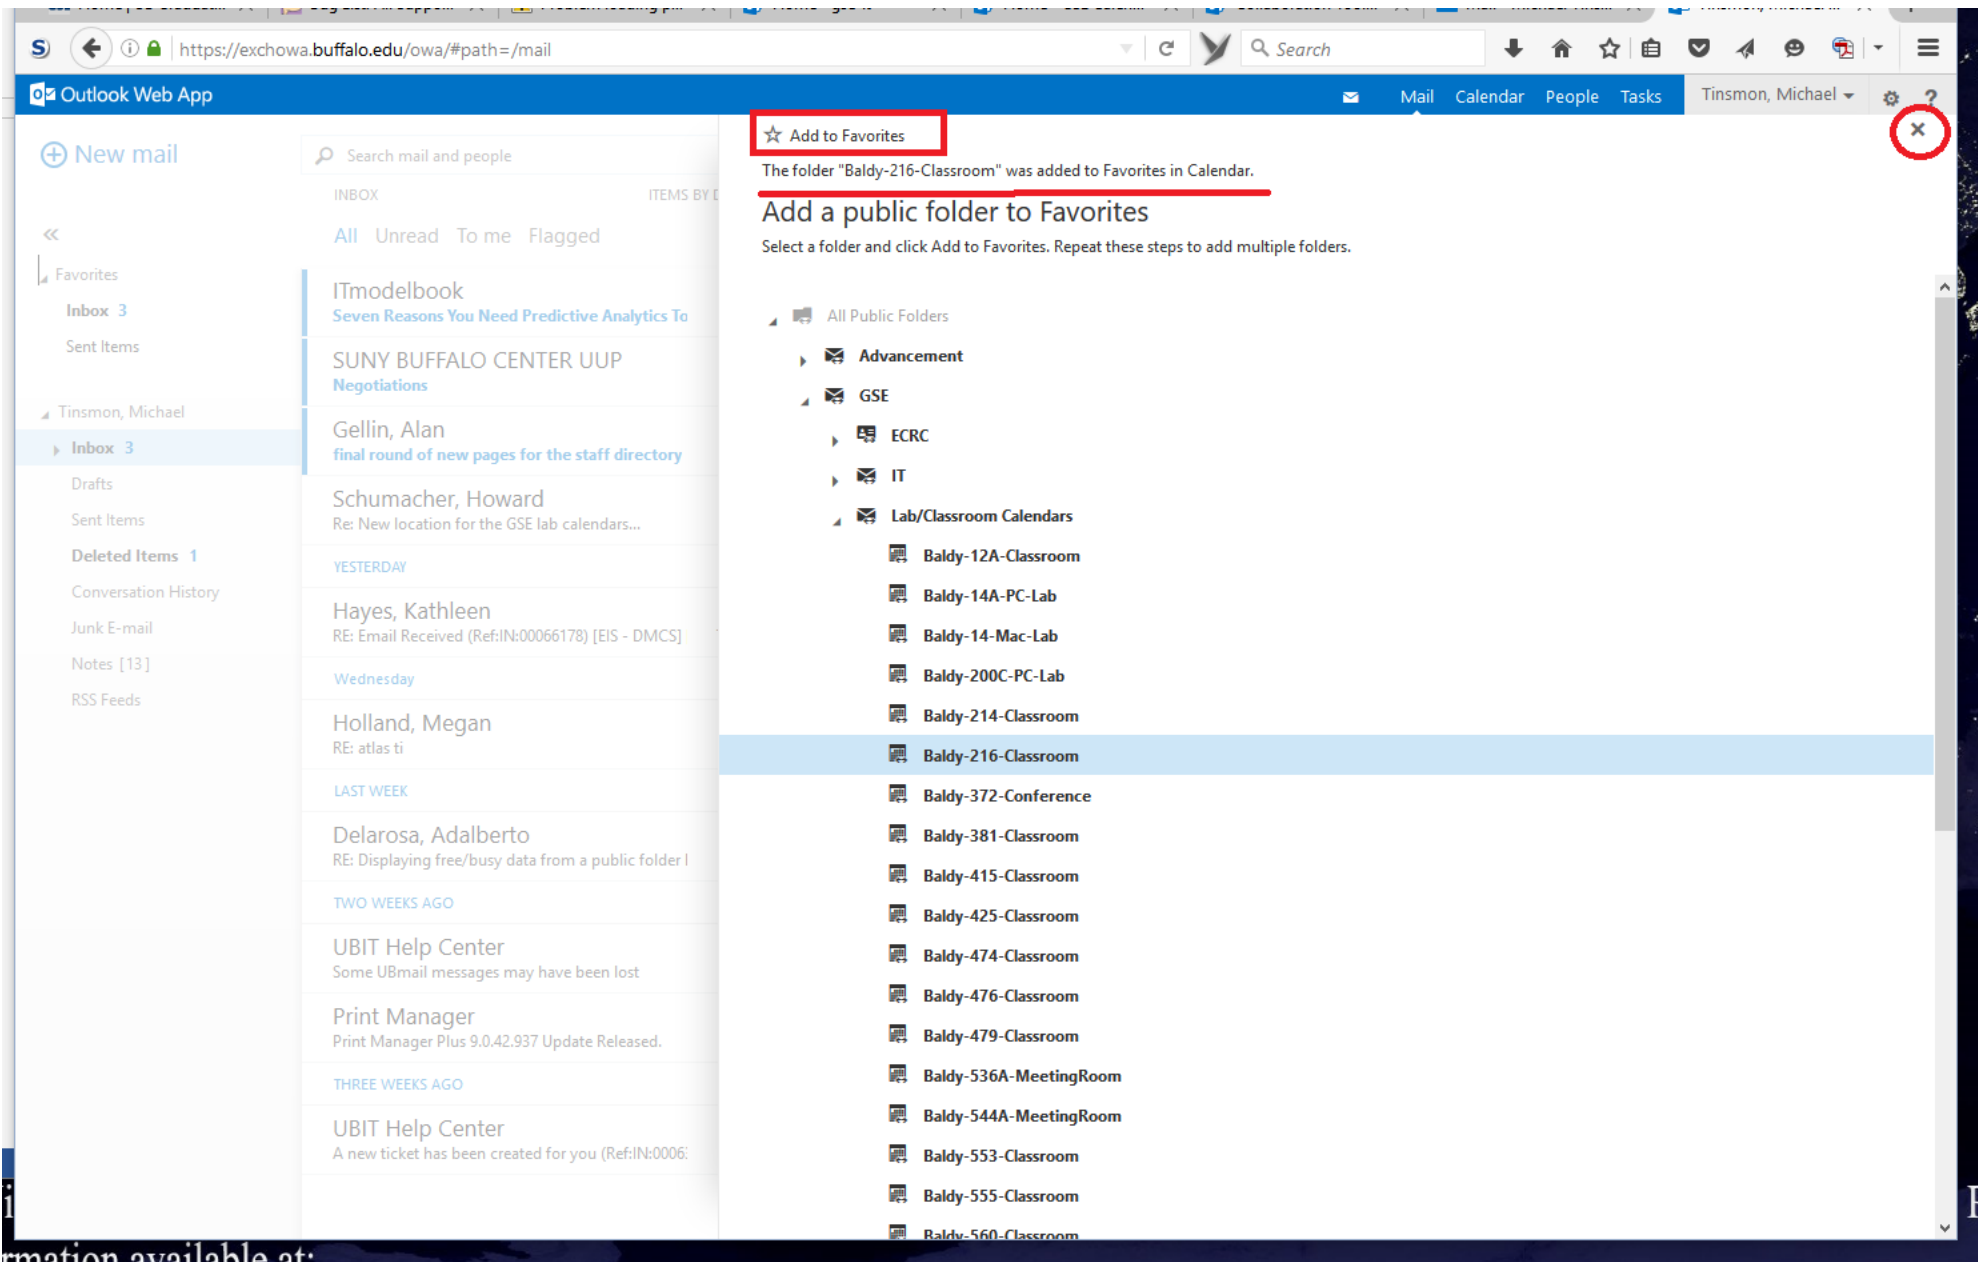 https://exchowa.buffalo.edu/owa/#path=/mail
Search
Outlook Web App
Mail Calendar People Tasks Tinsmon, Michael
?
New mail
Search mail and people
INBOX ITEMS BY
All Unread To me Flagged
Favorites
Inbox 3
Sent Items
Tinsmon, Michael
Inbox 3
Drafts
Sent Items
Deleted Items 1
Conversation History
Junk E-mail
Notes [13]
RSS Feeds
ITmodelbook
Seven Reasons You Need Predictive Analytics To
SUNY BUFFALO CENTER UUP
Negotiations
Gellin, Alan
final round of new pages for the staff directory
Schumacher, Howard
Re: New location for the GSE lab calendars...
YESTERDAY
Hayes, Kathleen
RE: Email Received (Ref:IN:00066178) [EIS - DMCS]
Wednesday
Holland, Megan
RE: atlas ti
LAST WEEK
Delarosa, Adalberto
RE: Displaying free/busy data from a public folder
TWO WEEKS AGO
UBIT Help Center
Some UBmail messages may have been lost
Print Manager
Print Manager Plus 9.0.42.937 Update Released.
THREE WEEKS AGO
UBIT Help Center
A new ticket has been created for you (Ref:IN:0006
Add to Favorites
The folder "Baldy-216-Classroom" was added to Favorites in Calendar.
Add a public folder to Favorites
Select a folder and click Add to Favorites. Repeat these steps to add multiple folders.
All Public Folders
Advancement
GSE
ECRC
IT
Lab/Classroom Calendars
Baldy-12A-Classroom
Baldy-14A-PC-Lab
Baldy-14-Mac-Lab
Baldy-200C-PC-Lab
Baldy-214-Classroom
Baldy-216-Classroom
Baldy-372-Conference
Baldy-381-Classroom
Baldy-415-Classroom
Baldy-425-Classroom
Baldy-474-Classroom
Baldy-476-Classroom
Baldy-479-Classroom
Baldy-536A-MeetingRoom
Baldy-544A-MeetingRoom
Baldy-553-Classroom
Baldy-555-Classroom
Baldy-560-Classroom
rmation available at: